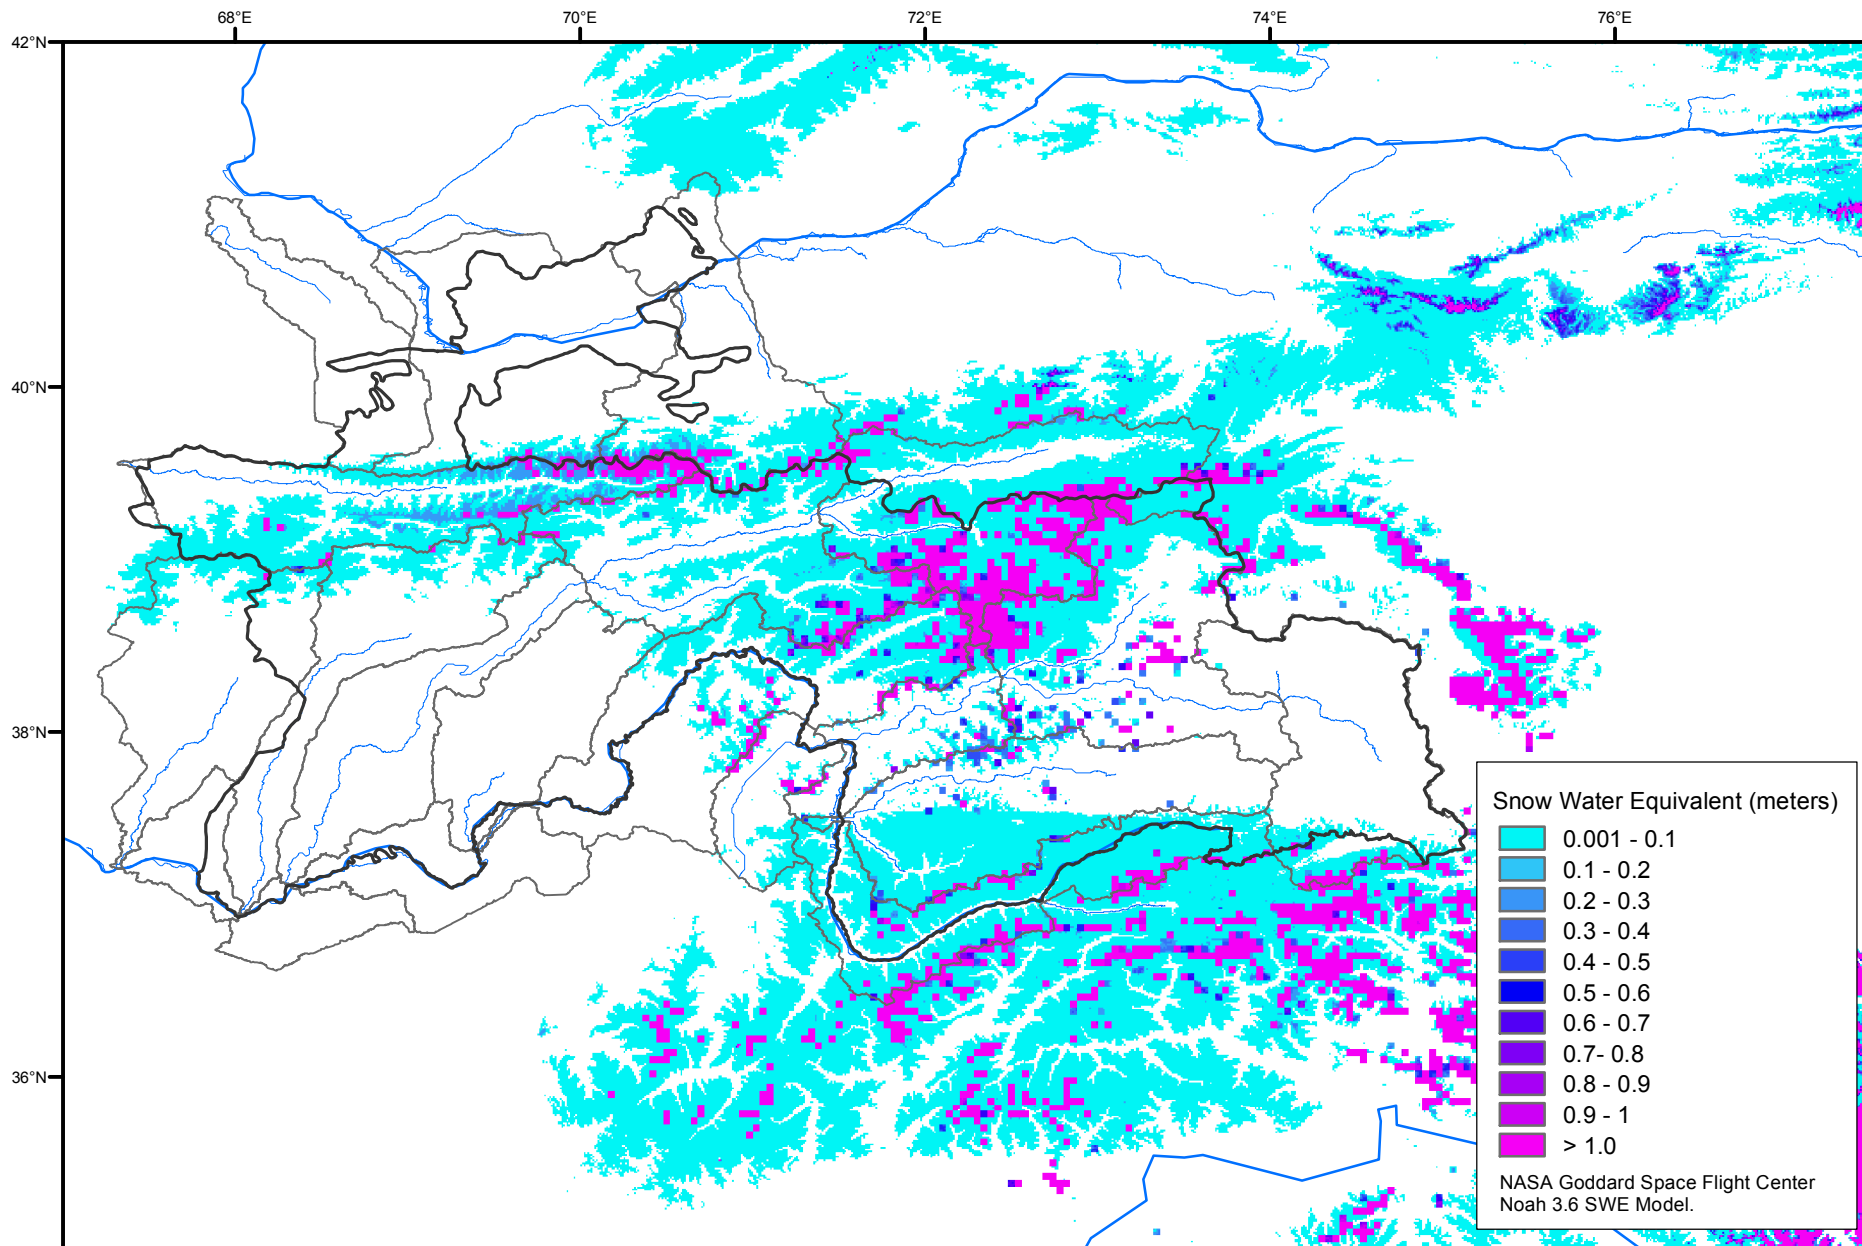 68°E
70°E
72°E
74°E
76°E
42°N
40°N
38°N
36°N
Snow Water Equivalent (meters)
0.001 - 0.1
0.1 - 0.2
0.2 - 0.3
0.3 - 0.4
0.4 - 0.5
0.5 - 0.6
0.6 - 0.7
0.7- 0.8
0.8 - 0.9
0.9 - 1
> 1.0
NASA Goddard Space Flight Center
Noah 3.6 SWE Model.